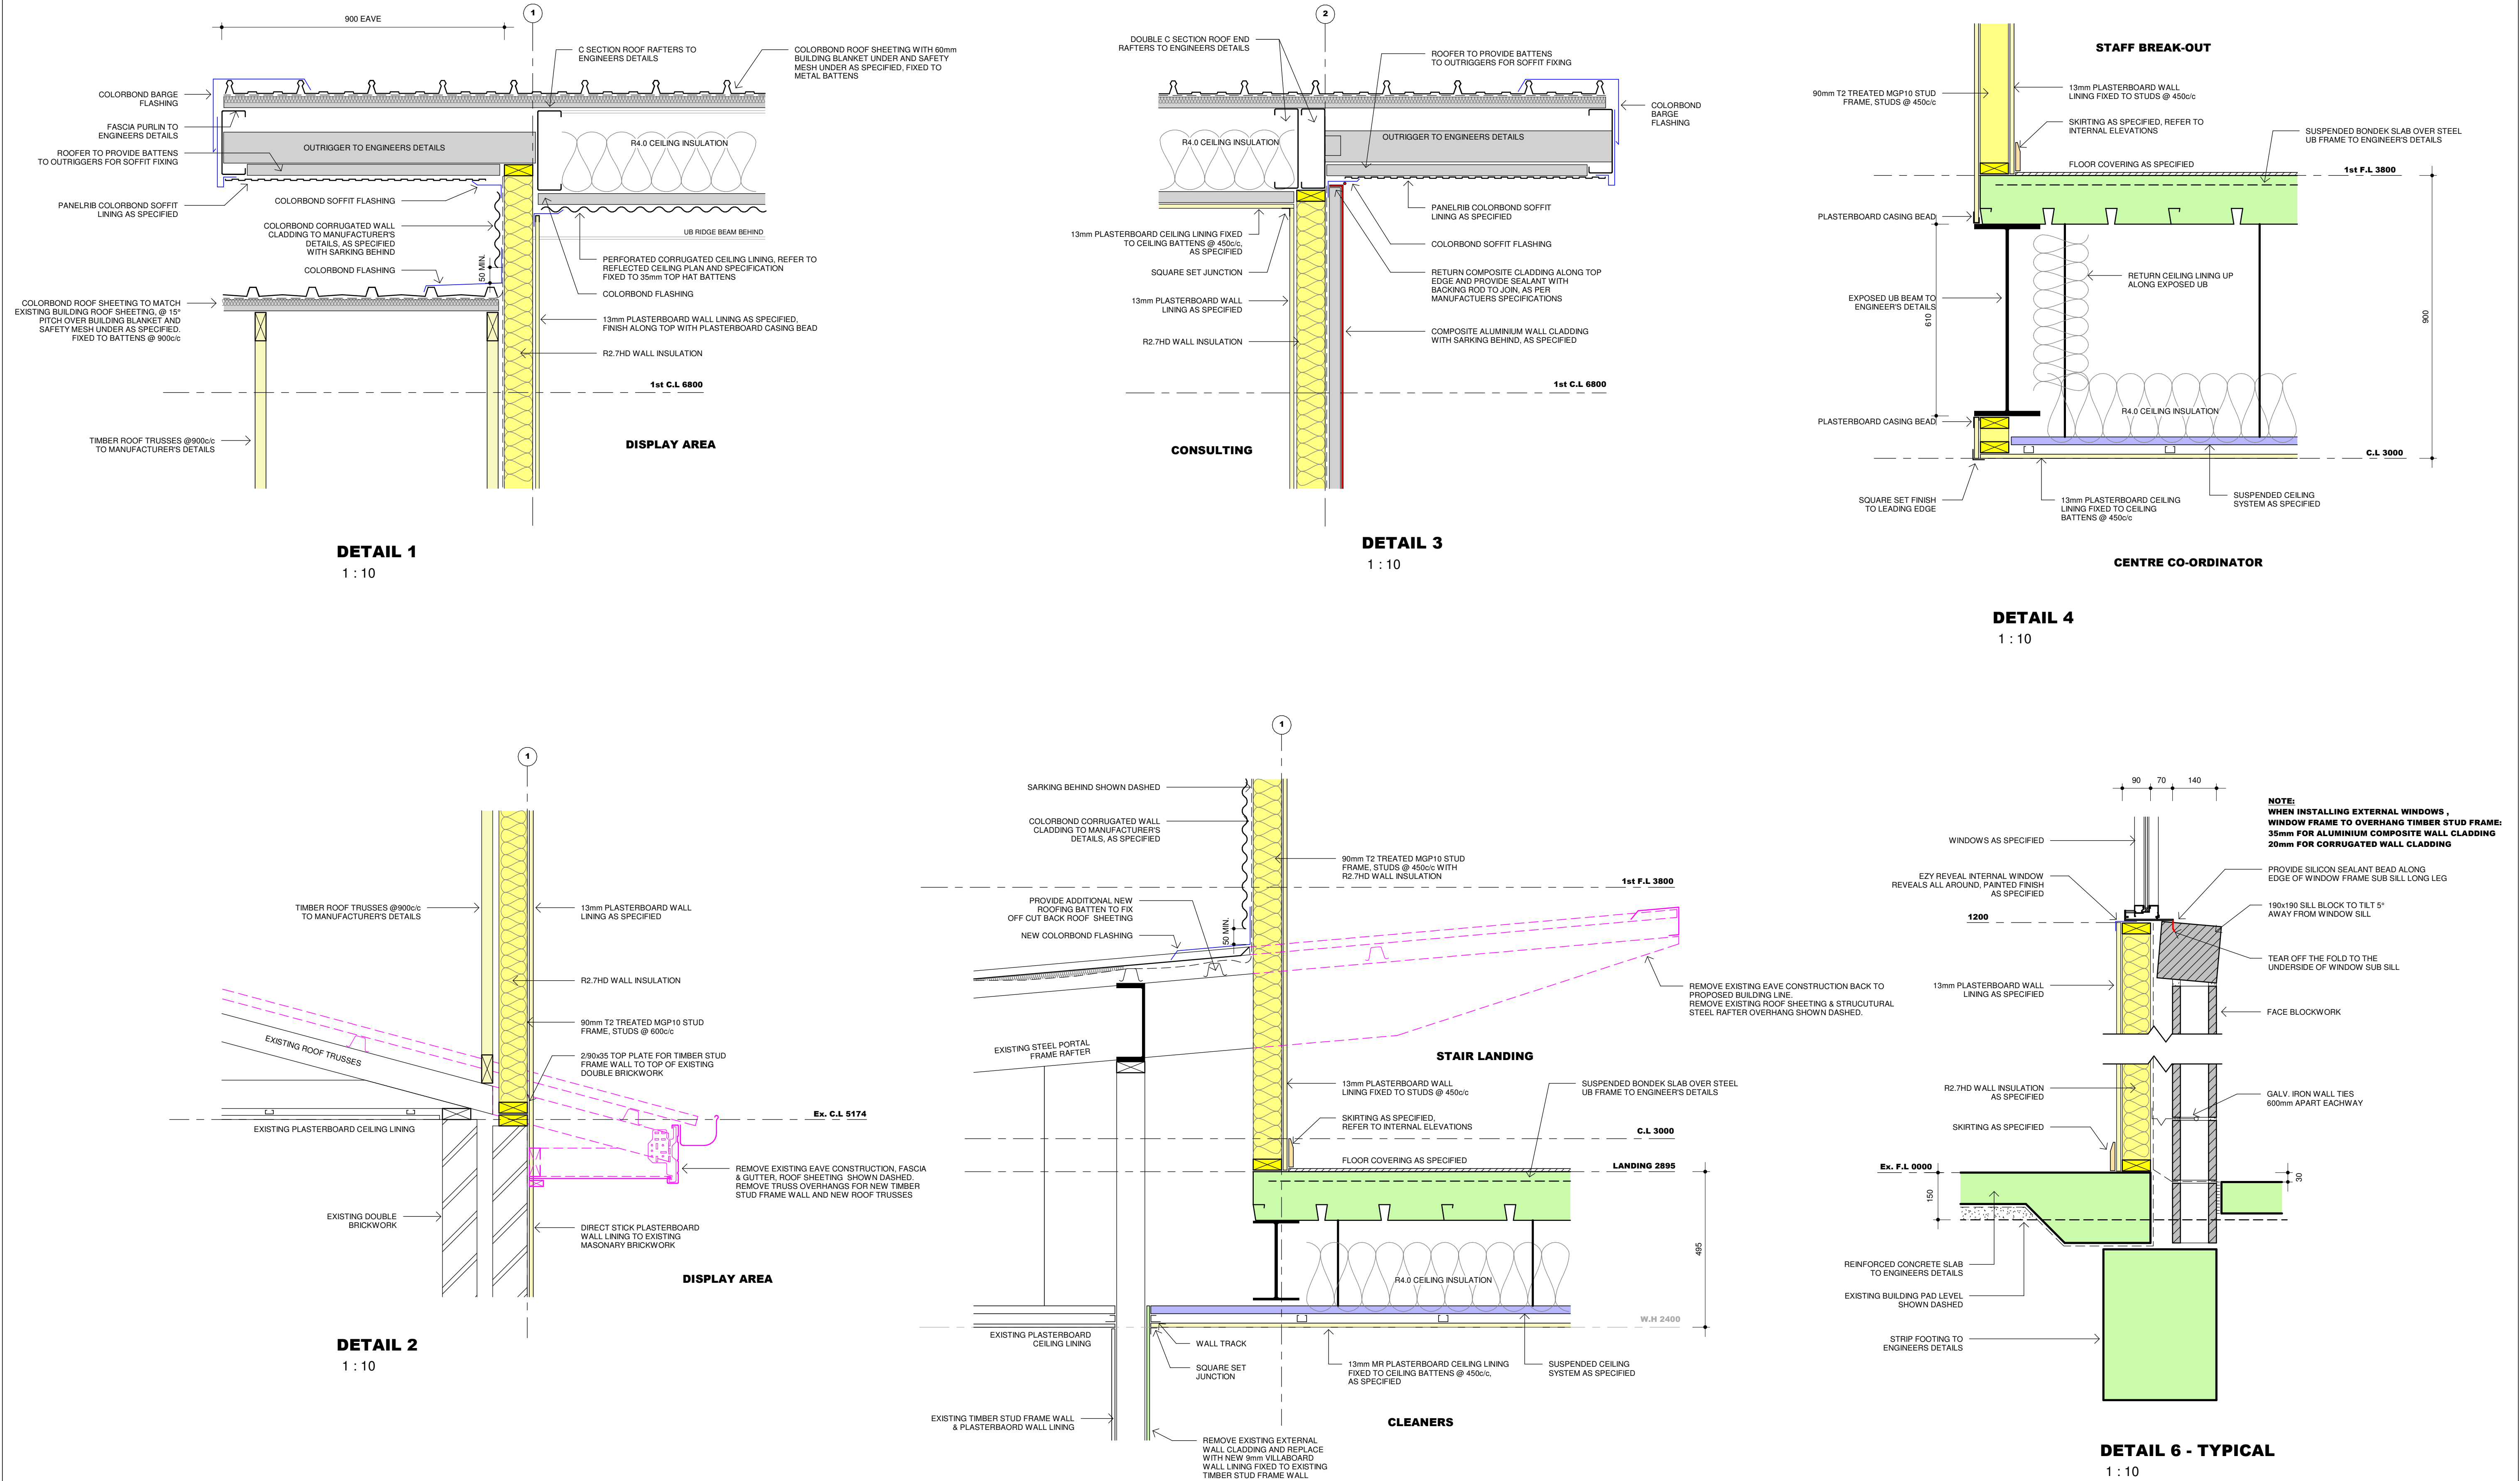 900 EAVE
1
C SECTION ROOF RAFTERS TO
ENGINEERS DETAILS
COLORBOND ROOF SHEETING WITH 60mm
BUILDING BLANKET UNDER AND SAFETY
MESH UNDER AS SPECIFIED, FIXED TO
METAL BATTENS
COLORBOND BARGE
FLASHING
FASCIA PURLIN TO
ENGINEERS DETAILS
ROOFER TO PROVIDE BATTENS
TO OUTRIGGERS FOR SOFFIT FIXING
OUTRIGGER TO ENGINEERS DETAILS
R4.0 CEILING INSULATION
PANELRIB COLORBOND SOFFIT
LINING AS SPECIFIED
COLORBOND SOFFIT FLASHING
COLORBOND CORRUGATED WALL
CLADDING TO MANUFACTURER'S
DETAILS, AS SPECIFIED
WITH SARKING BEHIND
UB RIDGE BEAM BEHIND
COLORBOND FLASHING
50 MIN.
PERFORATED CORRUGATED CEILING LINING, REFER TO
REFLECTED CEILING PLAN AND SPECIFICATION
FIXED TO 35mm TOP HAT BATTENS
COLORBOND FLASHING
COLORBOND ROOF SHEETING TO MATCH
EXISTING BUILDING ROOF SHEETING, @ 15°
PITCH OVER BUILDING BLANKET AND
SAFETY MESH UNDER AS SPECIFIED.
FIXED TO BATTENS @ 900c/c
13mm PLASTERBOARD WALL LINING AS SPECIFIED,
FINISH ALONG TOP WITH PLASTERBOARD CASING BEAD
R2.7HD WALL INSULATION
1st C.L 6800
TIMBER ROOF TRUSSES @900c/c
TO MANUFACTURER'S DETAILS
DISPLAY AREA
DETAIL 1
1 : 10
2
DOUBLE C SECTION ROOF END
RAFTERS TO ENGINEERS DETAILS
ROOFER TO PROVIDE BATTENS
TO OUTRIGGERS FOR SOFFIT FIXING
COLORBOND
BARGE
FLASHING
R4.0 CEILING INSULATION
OUTRIGGER TO ENGINEERS DETAILS
PANELRIB COLORBOND SOFFIT
LINING AS SPECIFIED
13mm PLASTERBOARD CEILING LINING FIXED
TO CEILING BATTENS @ 450c/c,
AS SPECIFIED
COLORBOND SOFFIT FLASHING
SQUARE SET JUNCTION
RETURN COMPOSITE CLADDING ALONG TOP
EDGE AND PROVIDE SEALANT WITH
BACKING ROD TO JOIN, AS PER
MANUFACTUERS SPECIFICATIONS
13mm PLASTERBOARD WALL
LINING AS SPECIFIED
COMPOSITE ALUMINIUM WALL CLADDING
WITH SARKING BEHIND, AS SPECIFIED
R2.7HD WALL INSULATION
1st C.L 6800
CONSULTING
DETAIL 3
1 : 10
STAFF BREAK-OUT
90mm T2 TREATED MGP10 STUD
FRAME, STUDS @ 450c/c
13mm PLASTERBOARD WALL
LINING FIXED TO STUDS @ 450c/c
SKIRTING AS SPECIFIED, REFER TO
INTERNAL ELEVATIONS
SUSPENDED BONDEK SLAB OVER STEEL
UB FRAME TO ENGINEER'S DETAILS
FLOOR COVERING AS SPECIFIED
1st F.L 3800
PLASTERBOARD CASING BEAD
RETURN CEILING LINING UP
ALONG EXPOSED UB
EXPOSED UB BEAM TO
ENGINEER'S DETAILS
610
900
R4.0 CEILING INSULATION
PLASTERBOARD CASING BEAD
C.L 3000
SQUARE SET FINISH
TO LEADING EDGE
13mm PLASTERBOARD CEILING
LINING FIXED TO CEILING
BATTENS @ 450c/c
SUSPENDED CEILING
SYSTEM AS SPECIFIED
CENTRE CO-ORDINATOR
DETAIL 4
1 : 10
1
TIMBER ROOF TRUSSES @900c/c
TO MANUFACTURER'S DETAILS
13mm PLASTERBOARD WALL
LINING AS SPECIFIED
R2.7HD WALL INSULATION
90mm T2 TREATED MGP10 STUD
FRAME, STUDS @ 600c/c
EXISTING ROOF TRUSSES
2/90x35 TOP PLATE FOR TIMBER STUD
FRAME WALL TO TOP OF EXISTING
DOUBLE BRICKWORK
Ex. C.L 5174
EXISTING PLASTERBOARD CEILING LINING
REMOVE EXISTING EAVE CONSTRUCTION, FASCIA
& GUTTER, ROOF SHEETING SHOWN DASHED.
REMOVE TRUSS OVERHANGS FOR NEW TIMBER
STUD FRAME WALL AND NEW ROOF TRUSSES
EXISTING DOUBLE
BRICKWORK
DIRECT STICK PLASTERBOARD
WALL LINING TO EXISTING
MASONARY BRICKWORK
DISPLAY AREA
DETAIL 2
1 : 10
1
SARKING BEHIND SHOWN DASHED
COLORBOND CORRUGATED WALL
CLADDING TO MANUFACTURER'S
DETAILS, AS SPECIFIED
90mm T2 TREATED MGP10 STUD
FRAME, STUDS @ 450c/c WITH
R2.7HD WALL INSULATION
1st F.L 3800
PROVIDE ADDITIONAL NEW
ROOFING BATTEN TO FIX
OFF CUT BACK ROOF SHEETING
NEW COLORBOND FLASHING
50 MIN.
REMOVE EXISTING EAVE CONSTRUCTION BACK TO
PROPOSED BUILDING LINE.
REMOVE EXISTING ROOF SHEETING & STRUCUTURAL
STEEL RAFTER OVERHANG SHOWN DASHED.
EXISTING STEEL PORTAL
FRAME RAFTER
STAIR LANDING
13mm PLASTERBOARD WALL
LINING FIXED TO STUDS @ 450c/c
SUSPENDED BONDEK SLAB OVER STEEL
UB FRAME TO ENGINEER'S DETAILS
SKIRTING AS SPECIFIED,
REFER TO INTERNAL ELEVATIONS
C.L 3000
FLOOR COVERING AS SPECIFIED
LANDING 2895
495
R4.0 CEILING INSULATION
W.H 2400
EXISTING PLASTERBOARD
CEILING LINING
WALL TRACK
SQUARE SET
JUNCTION
13mm MR PLASTERBOARD CEILING LINING
FIXED TO CEILING BATTENS @ 450c/c,
AS SPECIFIED
SUSPENDED CEILING
SYSTEM AS SPECIFIED
EXISTING TIMBER STUD FRAME WALL
& PLASTERBAORD WALL LINING
CLEANERS
REMOVE EXISTING EXTERNAL
WALL CLADDING AND REPLACE
WITH NEW 9mm VILLABOARD
WALL LINING FIXED TO EXISTING
TIMBER STUD FRAME WALL
90 70 140
NOTE:
WHEN INSTALLING EXTERNAL WINDOWS ,
WINDOW FRAME TO OVERHANG TIMBER STUD FRAME:
35mm FOR ALUMINIUM COMPOSITE WALL CLADDING
20mm FOR CORRUGATED WALL CLADDING
WINDOWS AS SPECIFIED
EZY REVEAL INTERNAL WINDOW
REVEALS ALL AROUND, PAINTED FINISH
AS SPECIFIED
PROVIDE SILICON SEALANT BEAD ALONG
EDGE OF WINDOW FRAME SUB SILL LONG LEG
1200
190x190 SILL BLOCK TO TILT 5°
AWAY FROM WINDOW SILL
TEAR OFF THE FOLD TO THE
UNDERSIDE OF WINDOW SUB SILL
13mm PLASTERBOARD WALL
LINING AS SPECIFIED
FACE BLOCKWORK
R2.7HD WALL INSULATION
AS SPECIFIED
GALV. IRON WALL TIES
600mm APART EACHWAY
SKIRTING AS SPECIFIED
Ex. F.L 0000
150
30
REINFORCED CONCRETE SLAB
TO ENGINEERS DETAILS
EXISTING BUILDING PAD LEVEL
SHOWN DASHED
STRIP FOOTING TO
ENGINEERS DETAILS
DETAIL 6 - TYPICAL
1 : 10